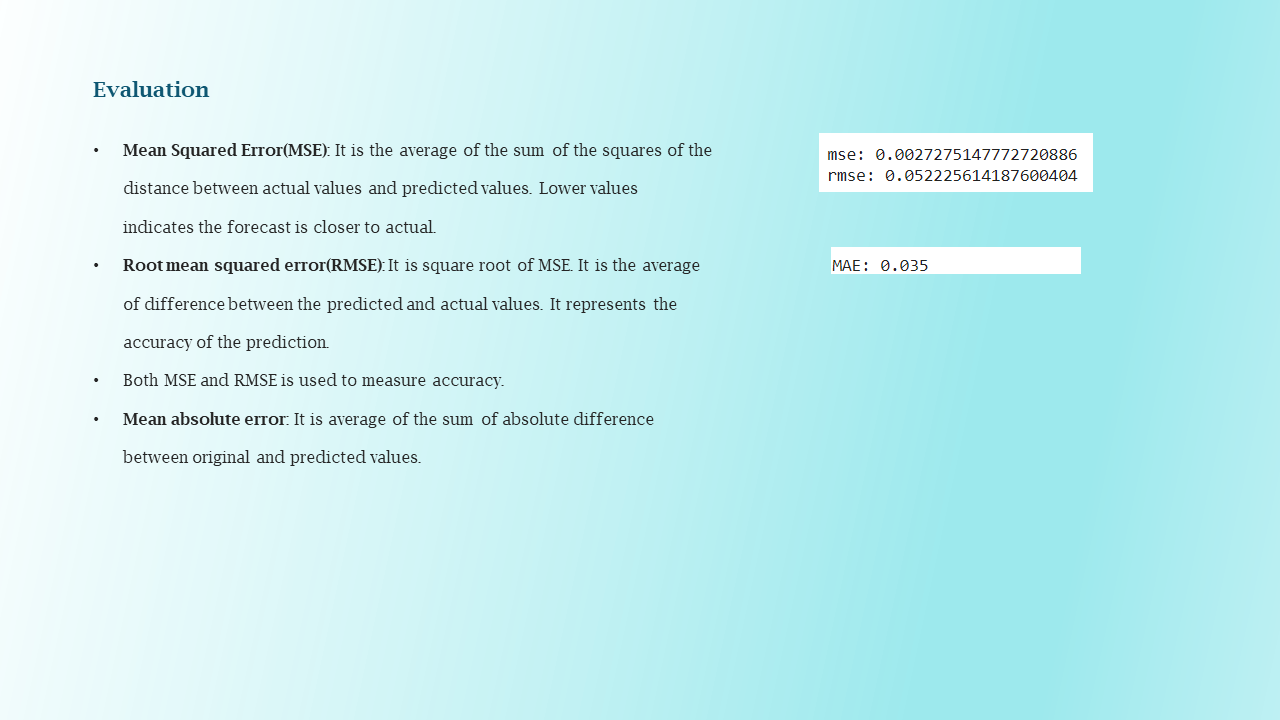 Evaluation
• Mean Squared Error(MSE): It is the average of the sum of the squares of the
distance between actual values and predicted values. Lower values
indicates the forecast is closer to actual.
• Root mean squared error(RMSE): It is square root of MSE. It is the average
of difference between the predicted and actual values. It represents the
accuracy of the prediction.
• Both MSE and RMSE is used to measure accuracy.
• Mean absolute error: It is average of the sum of absolute difference
between original and predicted values.
mse: 0.0027275147772720886
rmse: 0.052225614187600404
MAE: 0.035